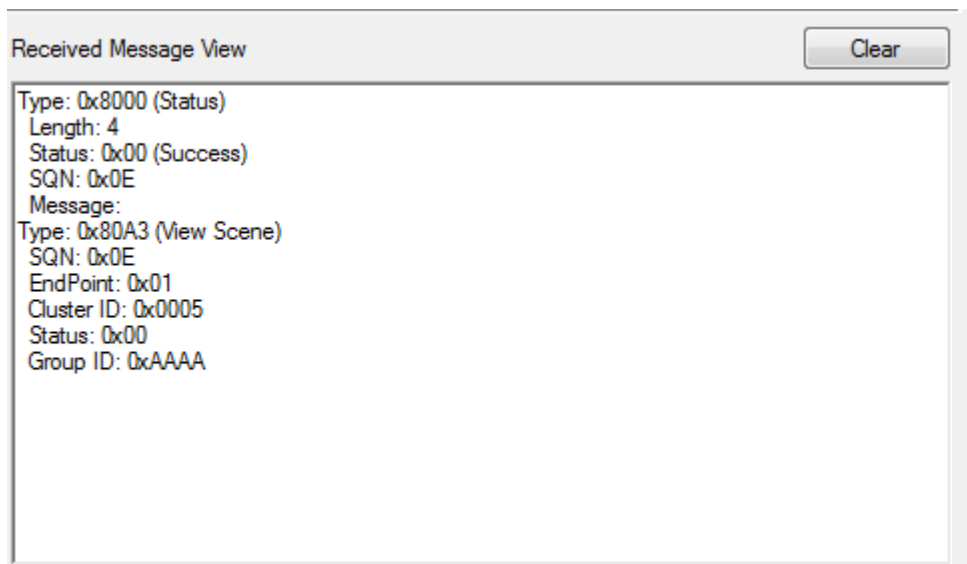 Received Message View
Clear
Type: 0x8000 (Status)
Length: 4
Status: 0x00 (Success)
SQN: 0x0E
Message:
Type: 0x80A3 (View Scene)
SQN: 0x0E
EndPoint: 0x01
Cluster ID: 0x0005
Status: 0x00
Group ID: 0xAAAA